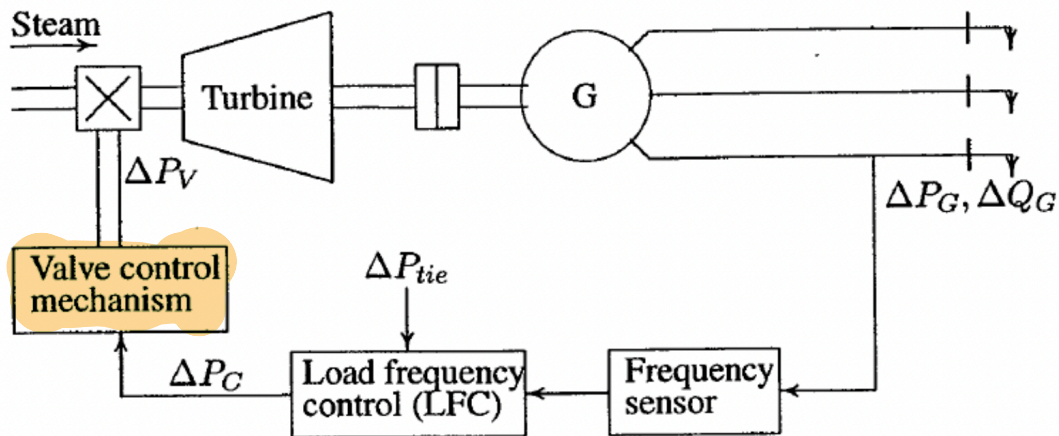 Steam
Turbine
G
ΔP_V
ΔP_G, ΔQ_G
Valve control
mechanism
ΔP_tie
ΔP_C
Load frequency
control (LFC)
Frequency
sensor